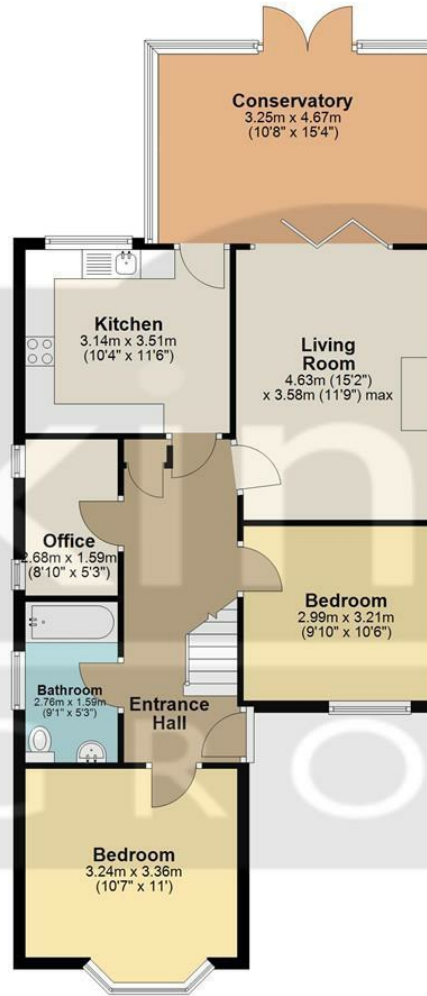 Conservatory
3.25m x 4.67m
(10'8" x 15'4")
Kitchen
3.14m x 3.51m
(10'4" x 11'6")
Living
Room
4.63m (15'2")
x 3.58m (11'9") max
Office
2.68m x 1.59m
(8'10" x 5'3")
Bedroom
2.99m x 3.21m
(9'10" x 10'6")
Bathroom
2.76m x 1.59m
(9'1" x 5'3")
Entrance
Hall
Bedroom
3.24m x 3.36m
(10'7" x 11')